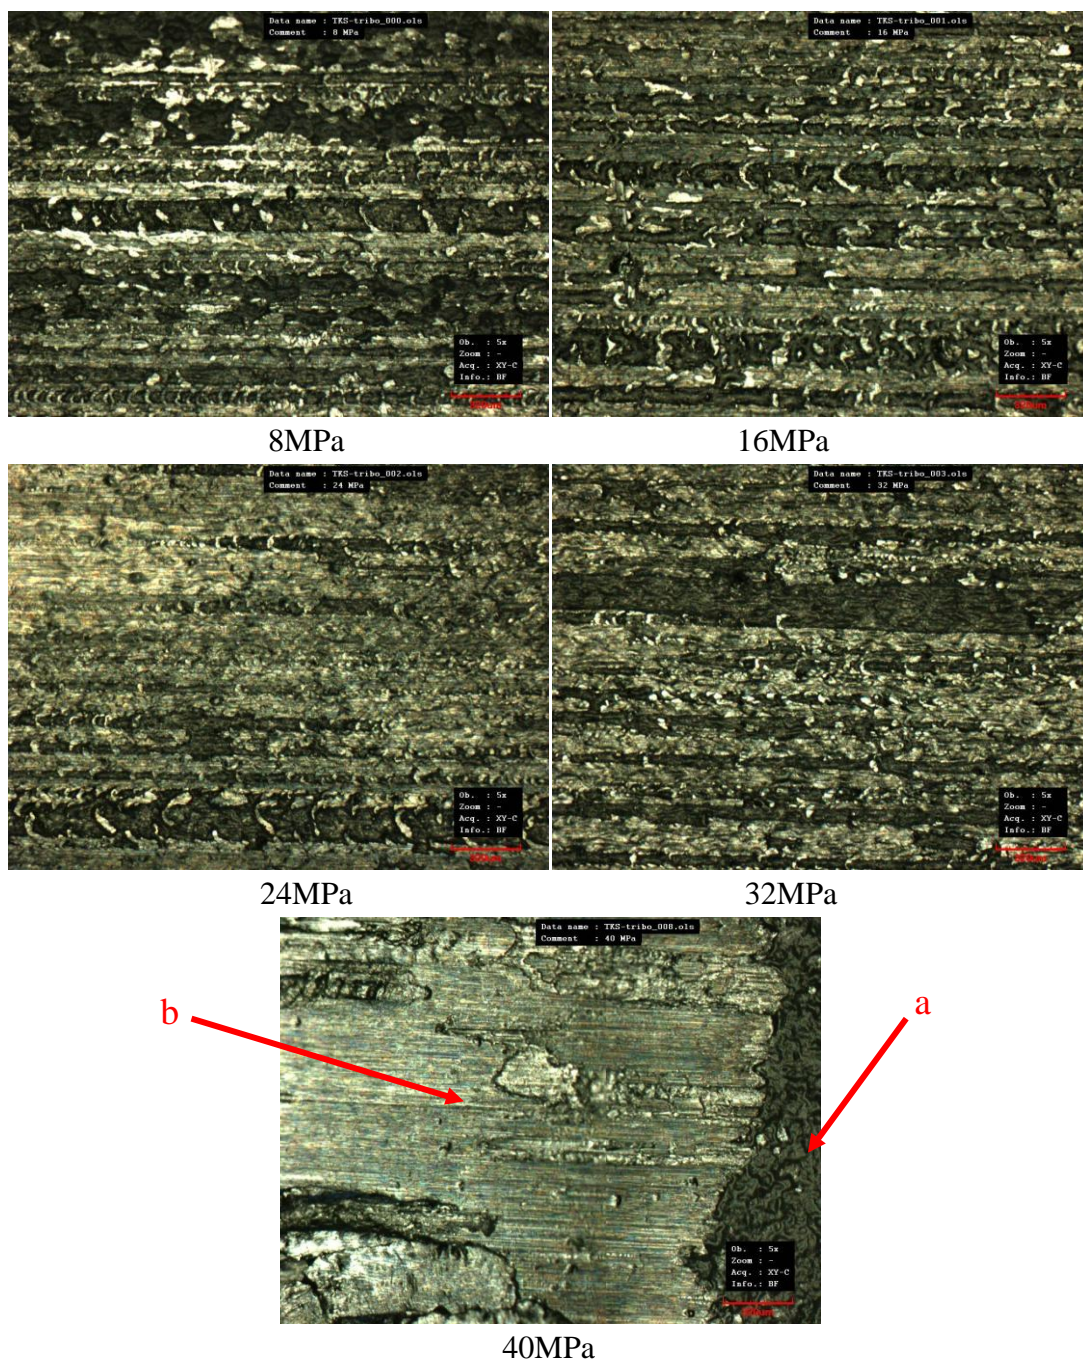 Data name : TKS-tribo_000.ols
Comment : 8 MPa
Ob. : 5x
Zoom : -
Acq. : XY-C
Info.: BF
Data name : TKS-tribo_001.ols
Comment : 16 MPa
Ob. : 5x
Zoom : -
Acq. : XY-C
Info.: BF
8MPa
16MPa
Data name : TKS-tribo_002.ols
Comment : 24 MPa
Ob. : 5x
Zoom : -
Acq. : XY-C
Info.: BF
Data name : TKS-tribo_003.ols
Comment : 32 MPa
Ob. : 5x
Zoom : -
Acq. : XY-C
Info.: BF
24MPa
32MPa
Data name : TKS-tribo_008.ols
Comment : 40 MPa
b
a
Ob. : 5x
Zoom : -
Acq. : XY-C
Info.: BF
40MPa